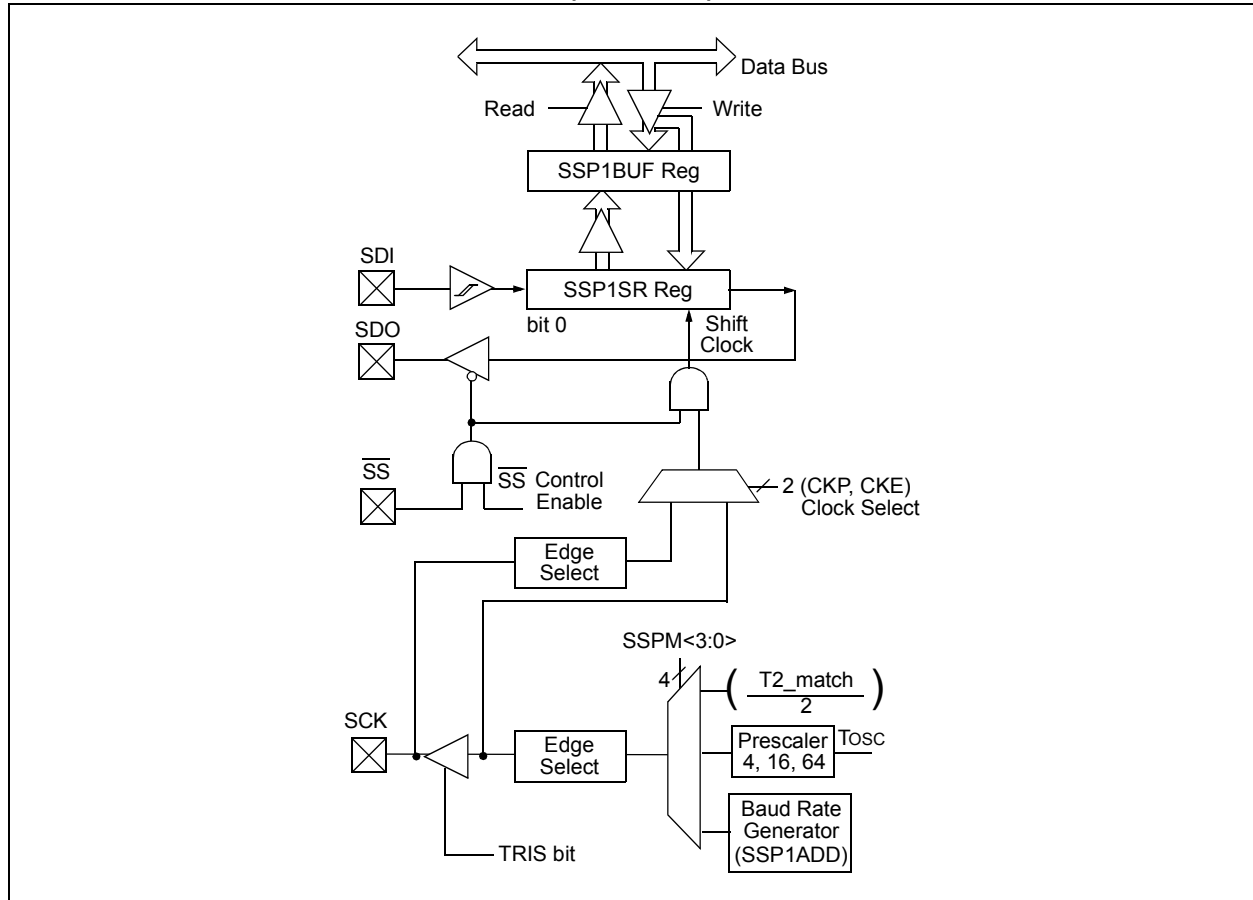 Data Bus
Read
Write
SSP1BUF Reg
SDI
SSP1SR Reg
bit 0
Shift
Clock
SDO
SS
SS Control
Enable
2 (CKP, CKE)
Clock Select
Edge
Select
SSPM<3:0>
4
( T2_match )
2
SCK
Edge
Select
Prescaler
4, 16, 64
TOSC
Baud Rate
Generator
(SSP1ADD)
TRIS bit